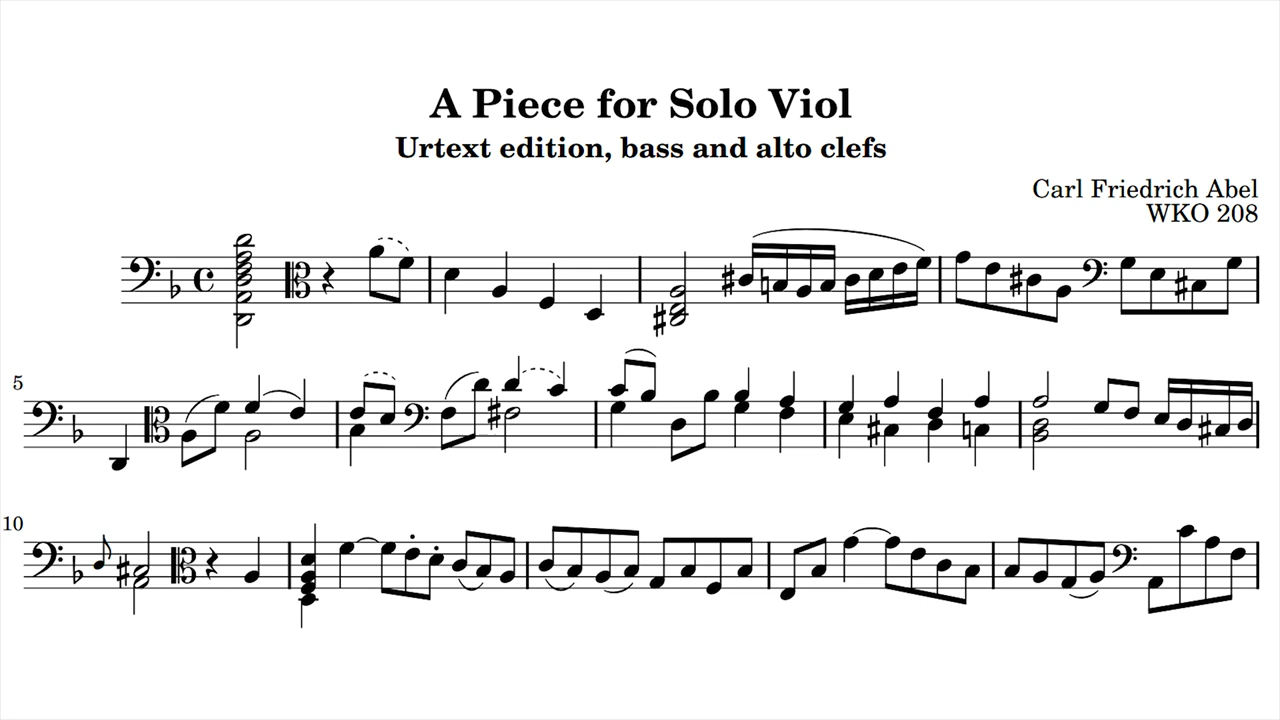 A Piece for Solo Viol
Urtext edition, bass and alto clefs
Carl Friedrich Abel
WKO 208
5
10